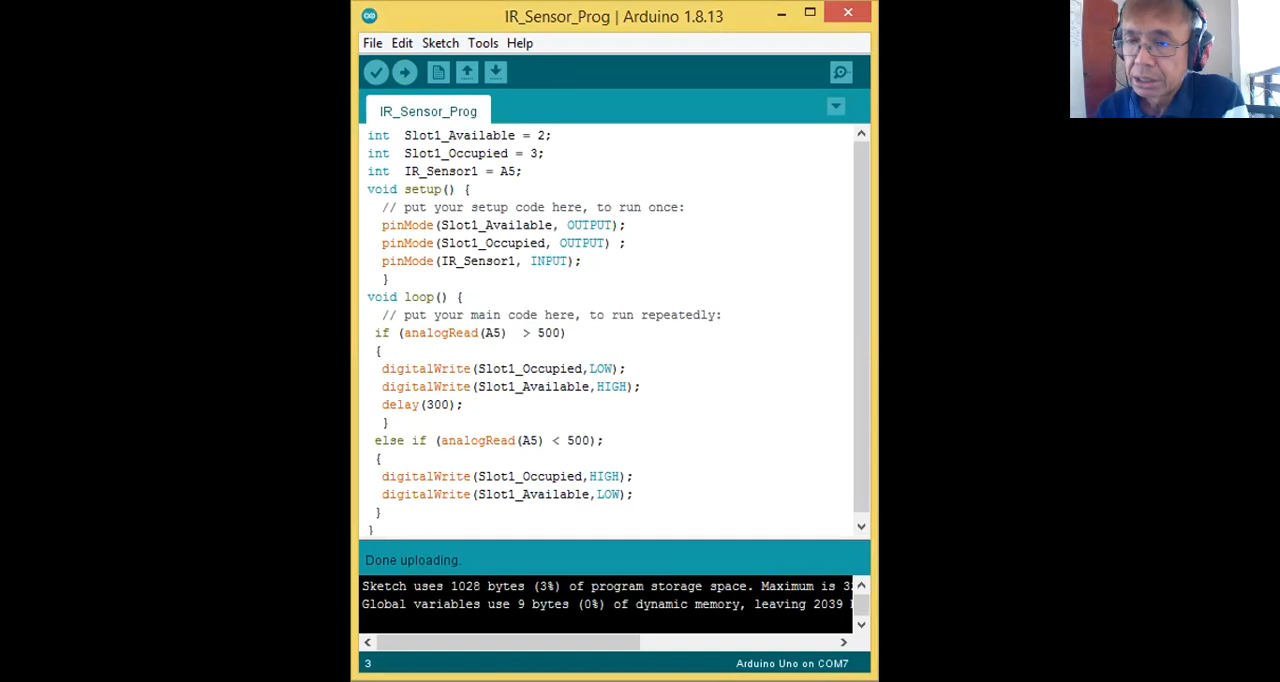 IR_Sensor_Prog | Arduino 1.8.13
File Edit Sketch Tools Help
IR_Sensor_Prog
int Slot1_Available = 2;
int Slot1_Occupied = 3;
int IR_Sensor1 = A5;
void setup() {
// put your setup code here, to run once:
pinMode(Slot1_Available, OUTPUT);
pinMode(Slot1_Occupied, OUTPUT) ;
pinMode(IR_Sensor1, INPUT);
}
void loop() {
// put your main code here, to run repeatedly:
if (analogRead(A5) > 500)
{
digitalWrite(Slot1_Occupied,LOW);
digitalWrite(Slot1_Available,HIGH);
delay(300);
}
else if (analogRead(A5) < 500);
{
digitalWrite(Slot1_Occupied,HIGH);
digitalWrite(Slot1_Available,LOW);
}
}
Done uploading.
Sketch uses 1028 bytes (3%) of program storage space. Maximum is
Global variables use 9 bytes (0%) of dynamic memory, leaving 2039
3 Arduino Uno on COM7